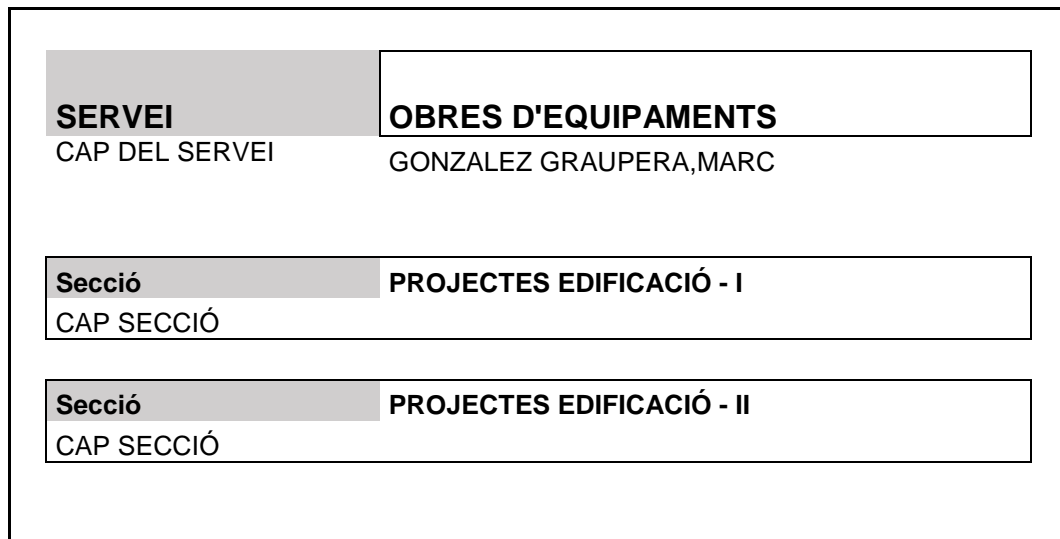 SERVEI OBRES D'EQUIPAMENTS
CAP DEL SERVEI GONZALEZ GRAUPERA,MARC
Secció PROJECTES EDIFICACIÓ - I
CAP SECCIÓ
Secció PROJECTES EDIFICACIÓ - II
CAP SECCIÓ